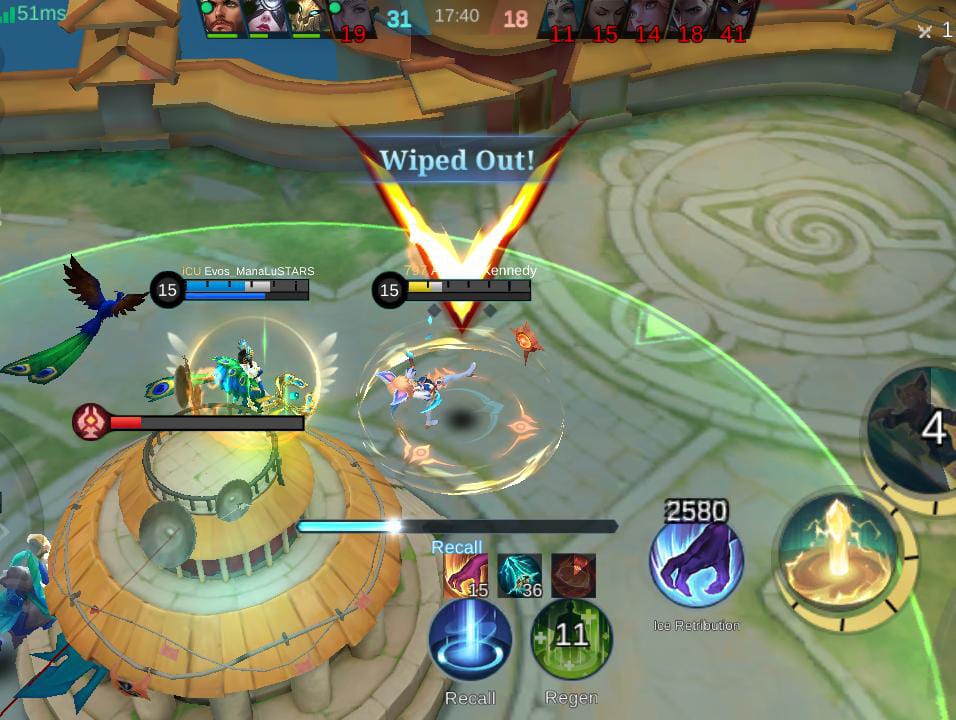 51ms
31 17:40 18
19
11 15 14 18 41
1
Wiped Out!
iCU Evos_ManaLuSTARS
797 Kennedy
15
15
4
2580
Recall
15
36
11
Ice Retribution
Recall
Regen